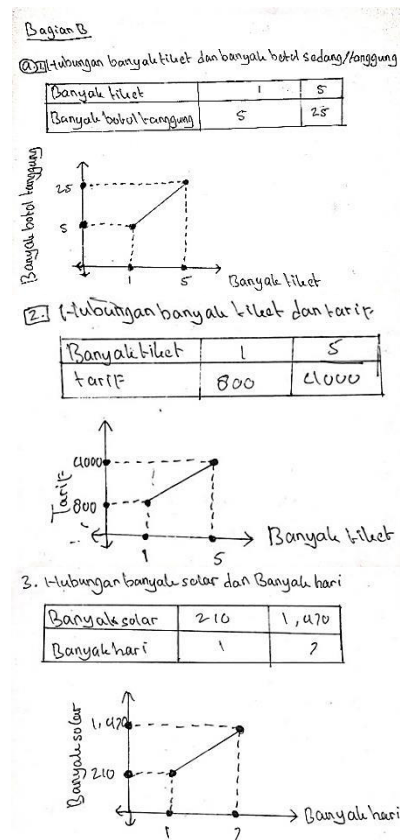 Bagian B
a) 1. Hubungan banyak tiket dan banyak botol sedang/tanggung
Banyak tiket 1 5
Banyak botol tanggung 5 25
Banyak botol tanggung
25
5
1 5
Banyak tiket
2. Hubungan banyak tiket dan tarif
Banyak tiket 1 5
tarif 800 4000
Tarif
4000
800
1 5
Banyak tiket
3. Hubungan banyak solar dan Banyak hari
Banyak solar 210 1,470
Banyak hari 1 7
Banyak solar
1,470
210
1 7
Banyak hari